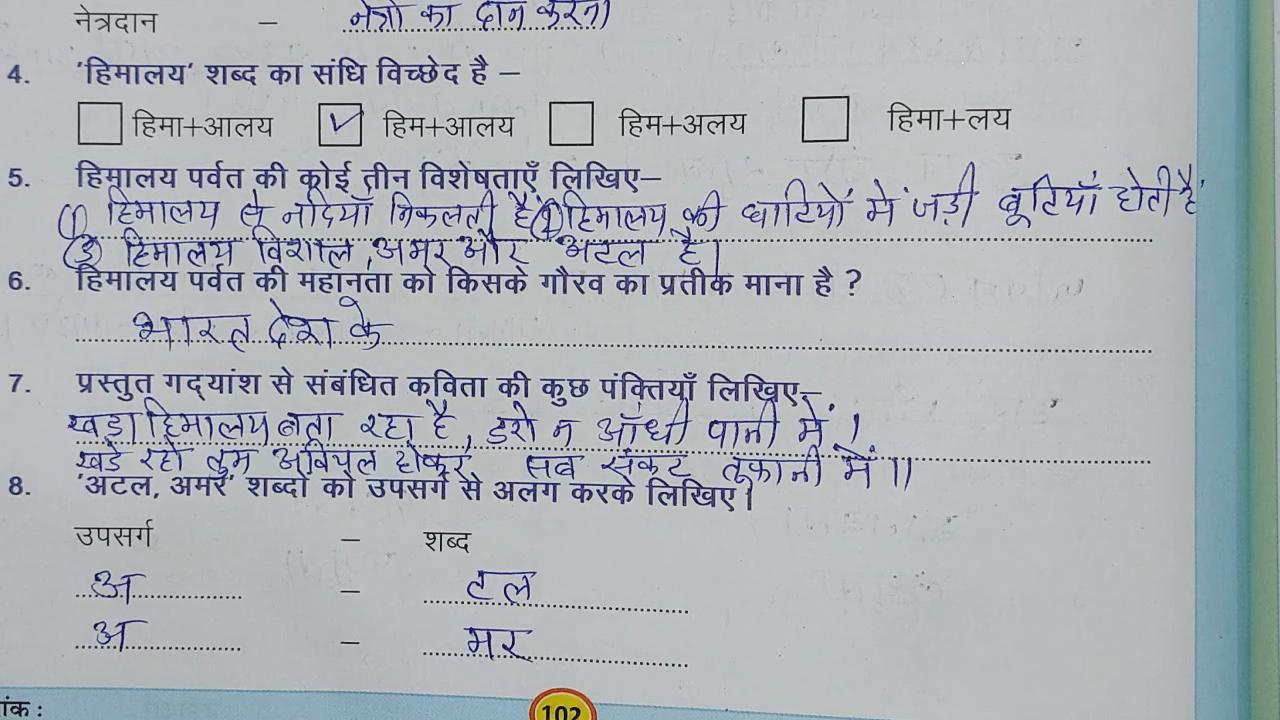 नेत्रदान – नेत्रो का दान करना
4. 'हिमालय' शब्द का संधि विच्छेद है –
हिमा+आलय हिम+आलय हिम+अलय हिमा+लय
5. हिमालय पर्वत की कोई तीन विशेषताएँ लिखिए–
(1) हिमालय से नदियाँ निकलती हैं (2) हिमालय की घाटियों में जड़ी बूटियाँ होती हैं
(3) हिमालय विशाल, अमर और अटल है।
6. हिमालय पर्वत की महानता को किसके गौरव का प्रतीक माना है ?
भारत देश के
7. प्रस्तुत गद्‌यांश से संबंधित कविता की कुछ पंक्तियाँ लिखिए–
खड़ा हिमालय बता रहा है, डरो न आँधी पानी में।
खड़े रहो तुम अविचल होकर सब संकट तूफानी में॥
8. 'अटल, अमर' शब्दों को उपसर्ग से अलग करके लिखिए।
उपसर्ग – शब्द
अ – टल
अ – मर
ांक :
102